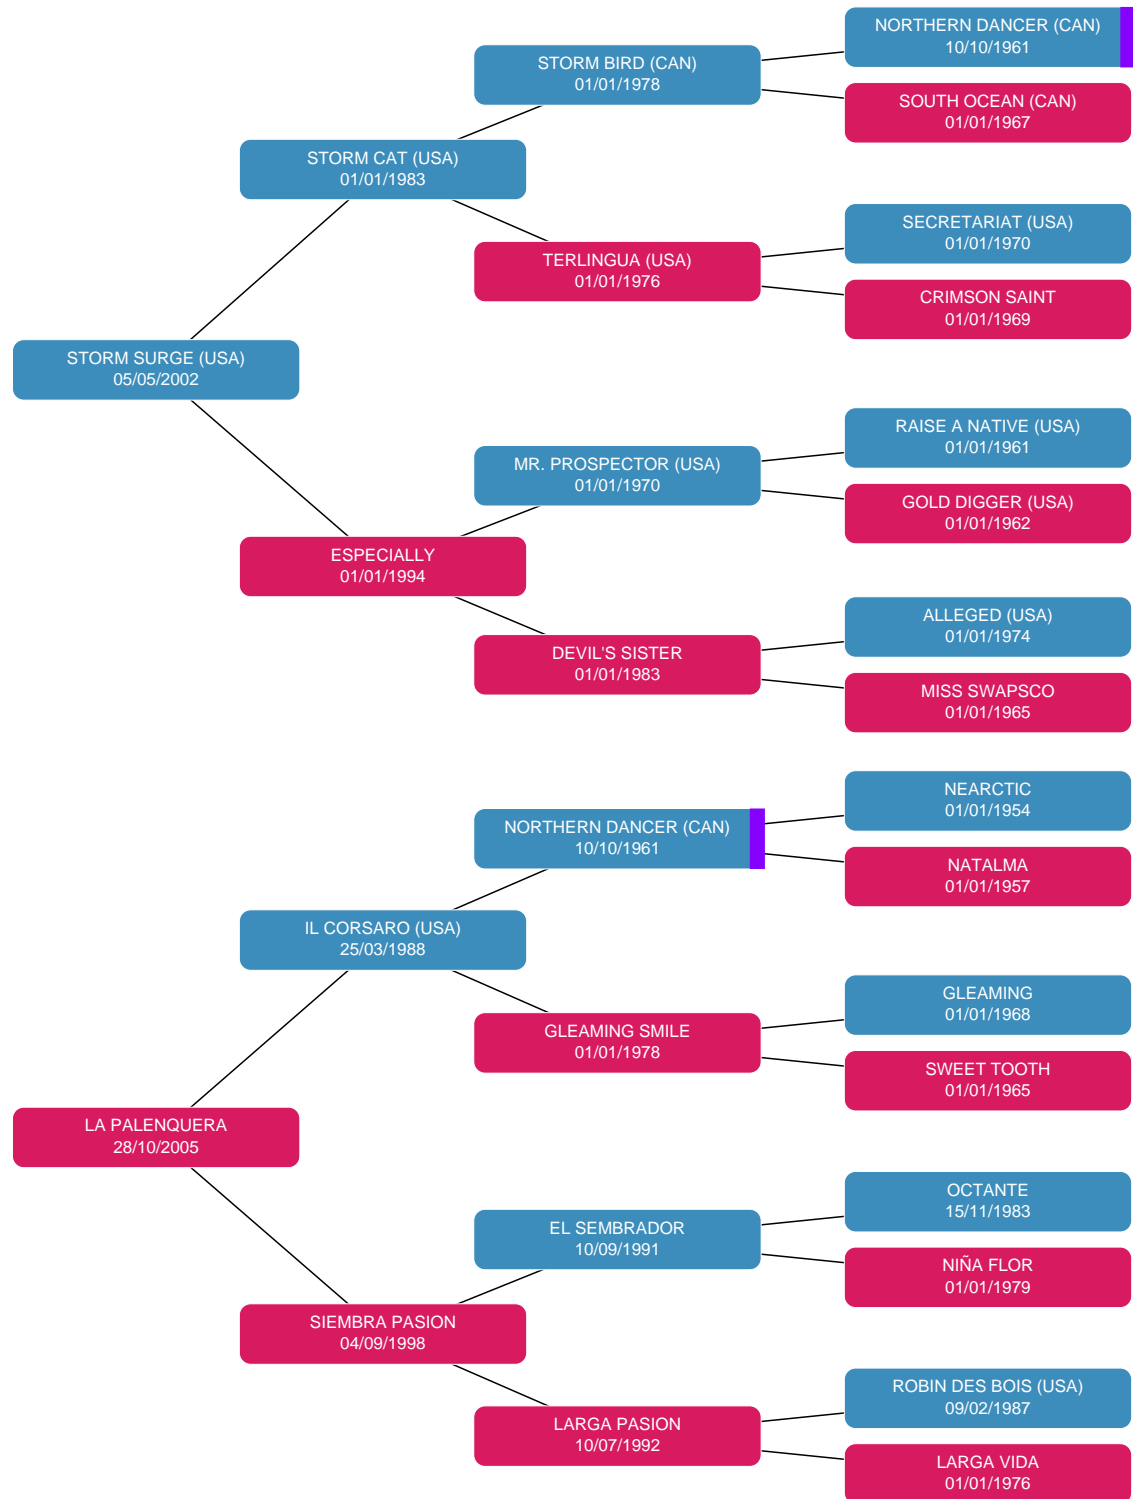 NORTHERN DANCER (CAN)
10/10/1961
STORM BIRD (CAN)
01/01/1978
SOUTH OCEAN (CAN)
01/01/1967
STORM CAT (USA)
01/01/1983
SECRETARIAT (USA)
01/01/1970
TERLINGUA (USA)
01/01/1976
CRIMSON SAINT
01/01/1969
STORM SURGE (USA)
05/05/2002
RAISE A NATIVE (USA)
01/01/1961
MR. PROSPECTOR (USA)
01/01/1970
GOLD DIGGER (USA)
01/01/1962
ESPECIALLY
01/01/1994
ALLEGED (USA)
01/01/1974
DEVIL'S SISTER
01/01/1983
MISS SWAPSCO
01/01/1965
NEARCTIC
01/01/1954
NORTHERN DANCER (CAN)
10/10/1961
NATALMA
01/01/1957
IL CORSARO (USA)
25/03/1988
GLEAMING
01/01/1968
GLEAMING SMILE
01/01/1978
SWEET TOOTH
01/01/1965
LA PALENQUERA
28/10/2005
OCTANTE
15/11/1983
EL SEMBRADOR
10/09/1991
NIÑA FLOR
01/01/1979
SIEMBRA PASION
04/09/1998
ROBIN DES BOIS (USA)
09/02/1987
LARGA PASION
10/07/1992
LARGA VIDA
01/01/1976